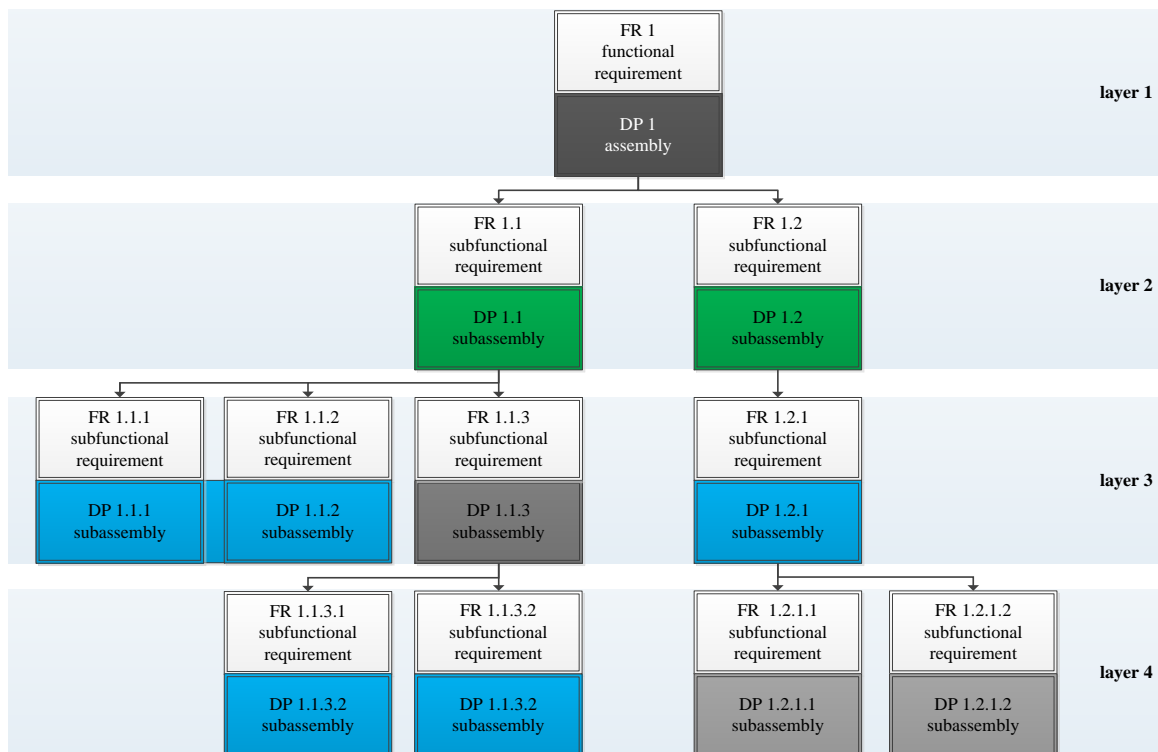 FR 1
functional
requirement
layer 1
DP 1
assembly
FR 1.1
subfunctional
requirement
FR 1.2
subfunctional
requirement
layer 2
DP 1.1
subassembly
DP 1.2
subassembly
FR 1.1.1
subfunctional
requirement
FR 1.1.2
subfunctional
requirement
FR 1.1.3
subfunctional
requirement
FR 1.2.1
subfunctional
requirement
layer 3
DP 1.1.1
subassembly
DP 1.1.2
subassembly
DP 1.1.3
subassembly
DP 1.2.1
subassembly
FR 1.1.3.1
subfunctional
requirement
FR 1.1.3.2
subfunctional
requirement
FR 1.2.1.1
subfunctional
requirement
FR 1.2.1.2
subfunctional
requirement
layer 4
DP 1.1.3.2
subassembly
DP 1.1.3.2
subassembly
DP 1.2.1.1
subassembly
DP 1.2.1.2
subassembly